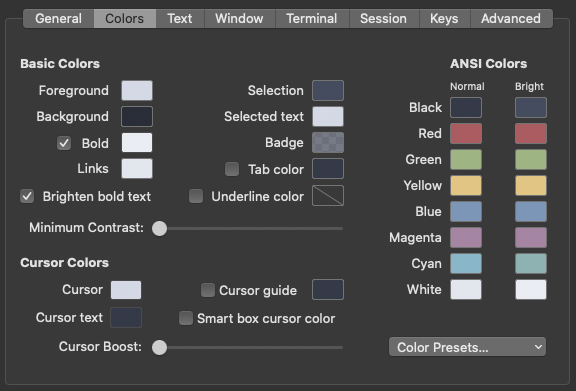 General Colors Text Window Terminal Session Keys Advanced
Basic Colors ANSI Colors
Normal Bright
Foreground Selection Black
Background Selected text Red
Bold Badge Green
Links Tab color Yellow
Brighten bold text Underline color Blue
Minimum Contrast: Magenta
Cursor Colors Cyan
Cursor Cursor guide White
Cursor text Smart box cursor color
Cursor Boost: Color Presets...